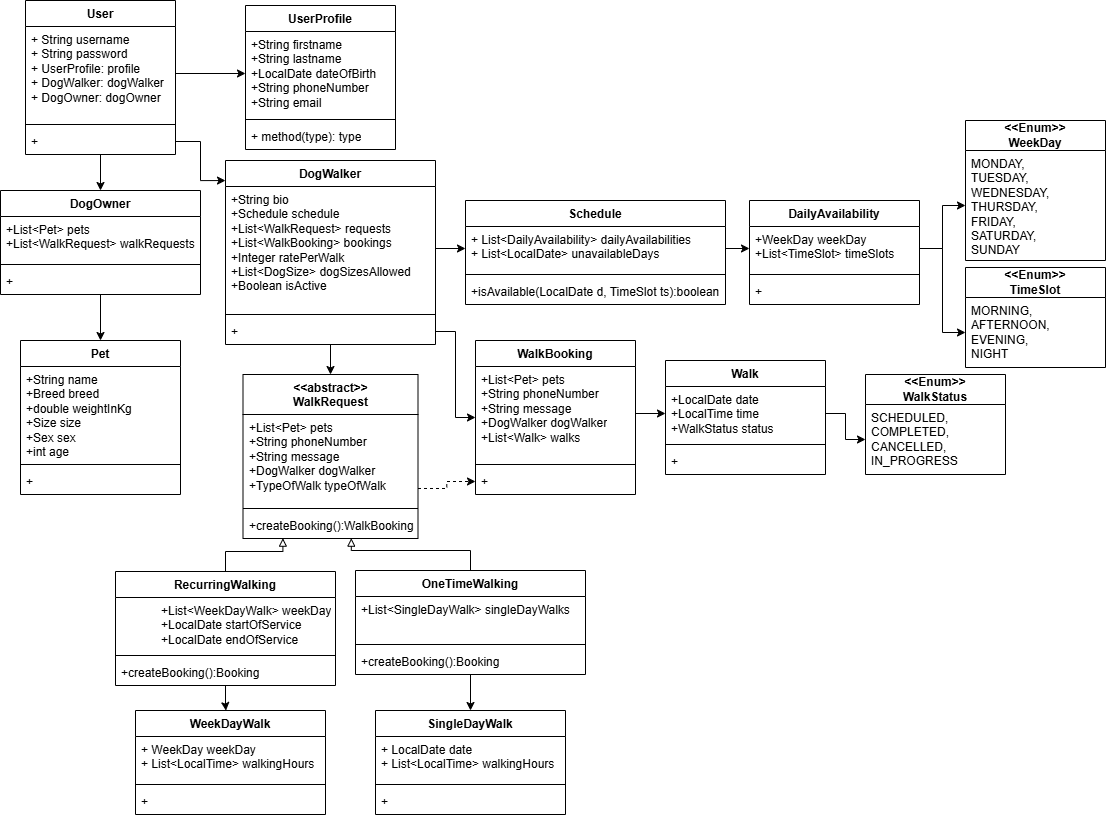 User
+ String username
+ String password
+ UserProfile: profile
+ DogWalker: dogWalker
+ DogOwner: dogOwner
+
UserProfile
+String firstname
+String lastname
+LocalDate dateOfBirth
+String phoneNumber
+String email
+ method(type): type
DogOwner
+List<Pet> pets
+List<WalkRequest> walkRequests
+
DogWalker
+String bio
+Schedule schedule
+List<WalkRequest> requests
+List<WalkBooking> bookings
+Integer ratePerWalk
+List<DogSize> dogSizesAllowed
+Boolean isActive
+
Schedule
+ List<DailyAvailability> dailyAvailabilities
+ List<LocalDate> unavailableDays
+isAvailable(LocalDate d, TimeSlot ts):boolean
DailyAvailability
+WeekDay weekDay
+List<TimeSlot> timeSlots
+
<<Enum>>
WeekDay
MONDAY,
TUESDAY,
WEDNESDAY,
THURSDAY,
FRIDAY,
SATURDAY,
SUNDAY
<<Enum>>
TimeSlot
MORNING,
AFTERNOON,
EVENING,
NIGHT
Pet
+String name
+Breed breed
+double weightInKg
+Size size
+Sex sex
+int age
+
<<abstract>>
WalkRequest
+List<Pet> pets
+String phoneNumber
+String message
+DogWalker dogWalker
+TypeOfWalk typeOfWalk
+createBooking():WalkBooking
WalkBooking
+List<Pet> pets
+String phoneNumber
+String message
+DogWalker dogWalker
+List<Walk> walks
+
Walk
+LocalDate date
+LocalTime time
+WalkStatus status
+
<<Enum>>
WalkStatus
SCHEDULED,
COMPLETED,
CANCELLED,
IN_PROGRESS
RecurringWalking
+List<WeekDayWalk> weekDay
+LocalDate startOfService
+LocalDate endOfService
+createBooking():Booking
OneTimeWalking
+List<SingleDayWalk> singleDayWalks
+createBooking():Booking
WeekDayWalk
+ WeekDay weekDay
+ List<LocalTime> walkingHours
+
SingleDayWalk
+ LocalDate date
+ List<LocalTime> walkingHours
+